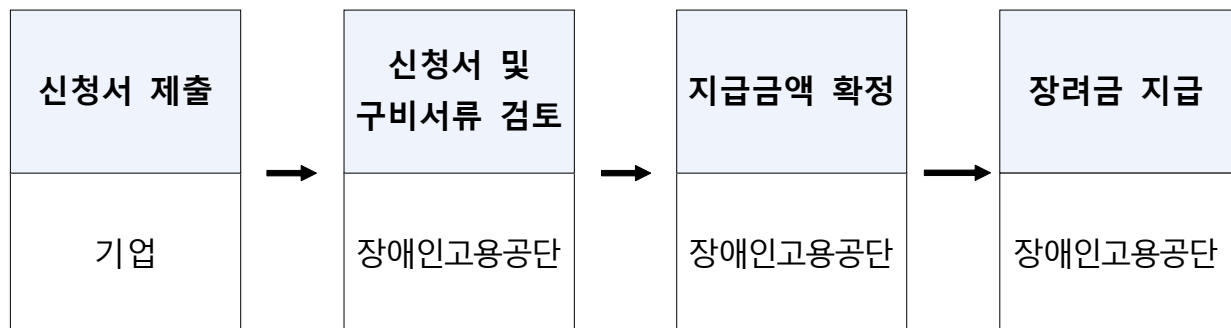 신청서 제출
신청서 및
구비서류 검토
지급금액 확정
장려금 지급
기업
장애인고용공단
장애인고용공단
장애인고용공단